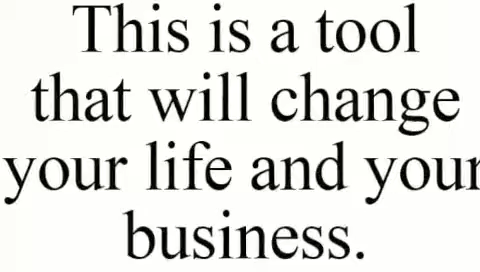 This is a tool
that will change
your life and your
business.